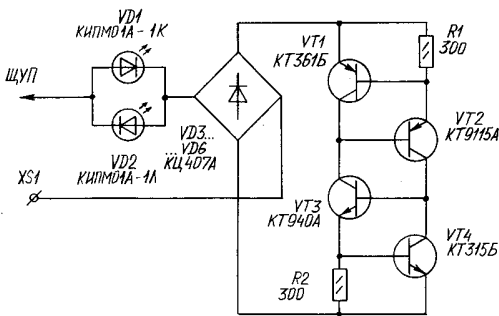 VD1
КИПМ01А-1К
ЩУП
VD2
КИПМ01А-1Л
XS1
VD3...
...VD6
КЦ407А
VT1
КТ361Б
R1
300
VT2
КТ9115А
VT3
КТ940А
VT4
КТ315Б
R2
300